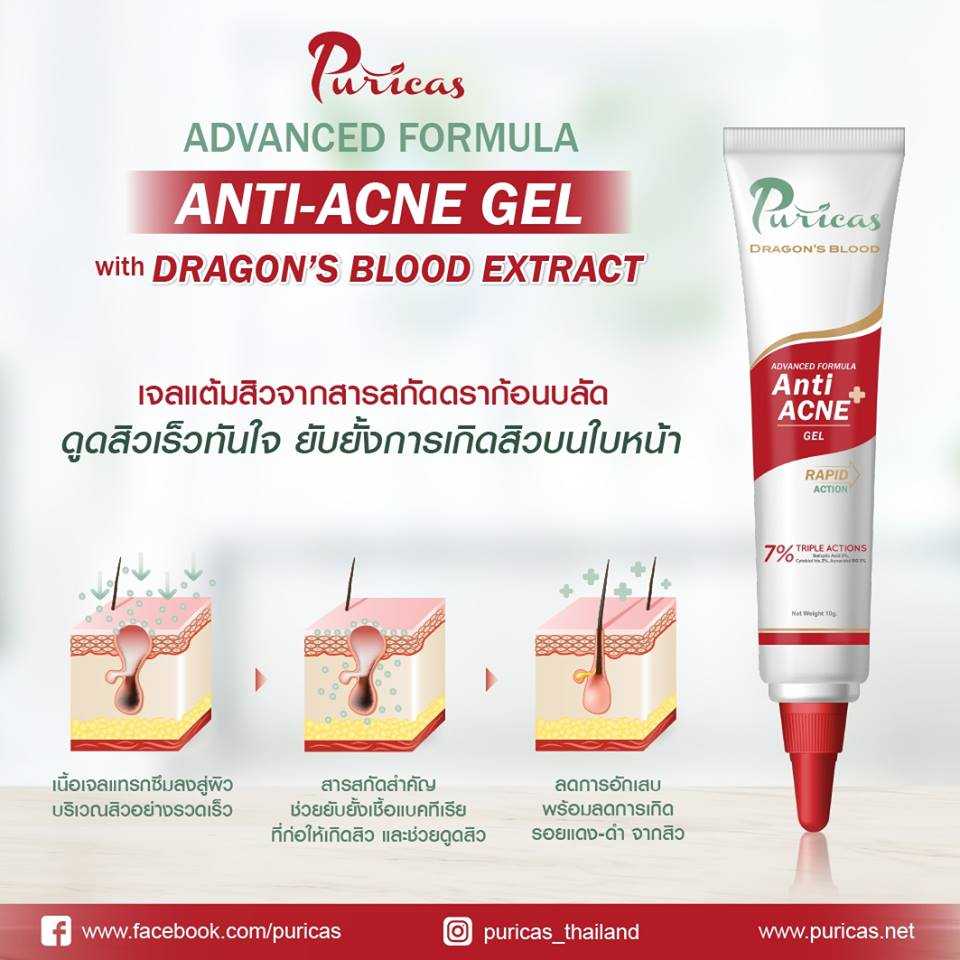 Puricas
ADVANCED FORMULA
ANTI-ACNE GEL
with DRAGON'S BLOOD EXTRACT
เจลแต้มสิวจากสารสกัดดราก้อนบลัด
ดูดสิวเร็วทันใจ ยับยั้งการเกิดสิวบนใบหน้า
Puricas
DRAGON'S BLOOD
ADVANCED FORMULA
Anti
ACNE
GEL
RAPID
ACTION
7% TRIPLE ACTIONS
Net Weight 10g.
เนื้อเจลแทรกซึมลงสู่ผิว
บริเวณสิวอย่างรวดเร็ว
สารสกัดสำคัญ
ช่วยยับยั้งเชื้อแบคทีเรีย
ที่ก่อให้เกิดสิว และช่วยดูดสิว
ลดการอักเสบ
พร้อมลดการเกิด
รอยแดง-ดำ จากสิว
www.facebook.com/puricas
puricas_thailand
www.puricas.net